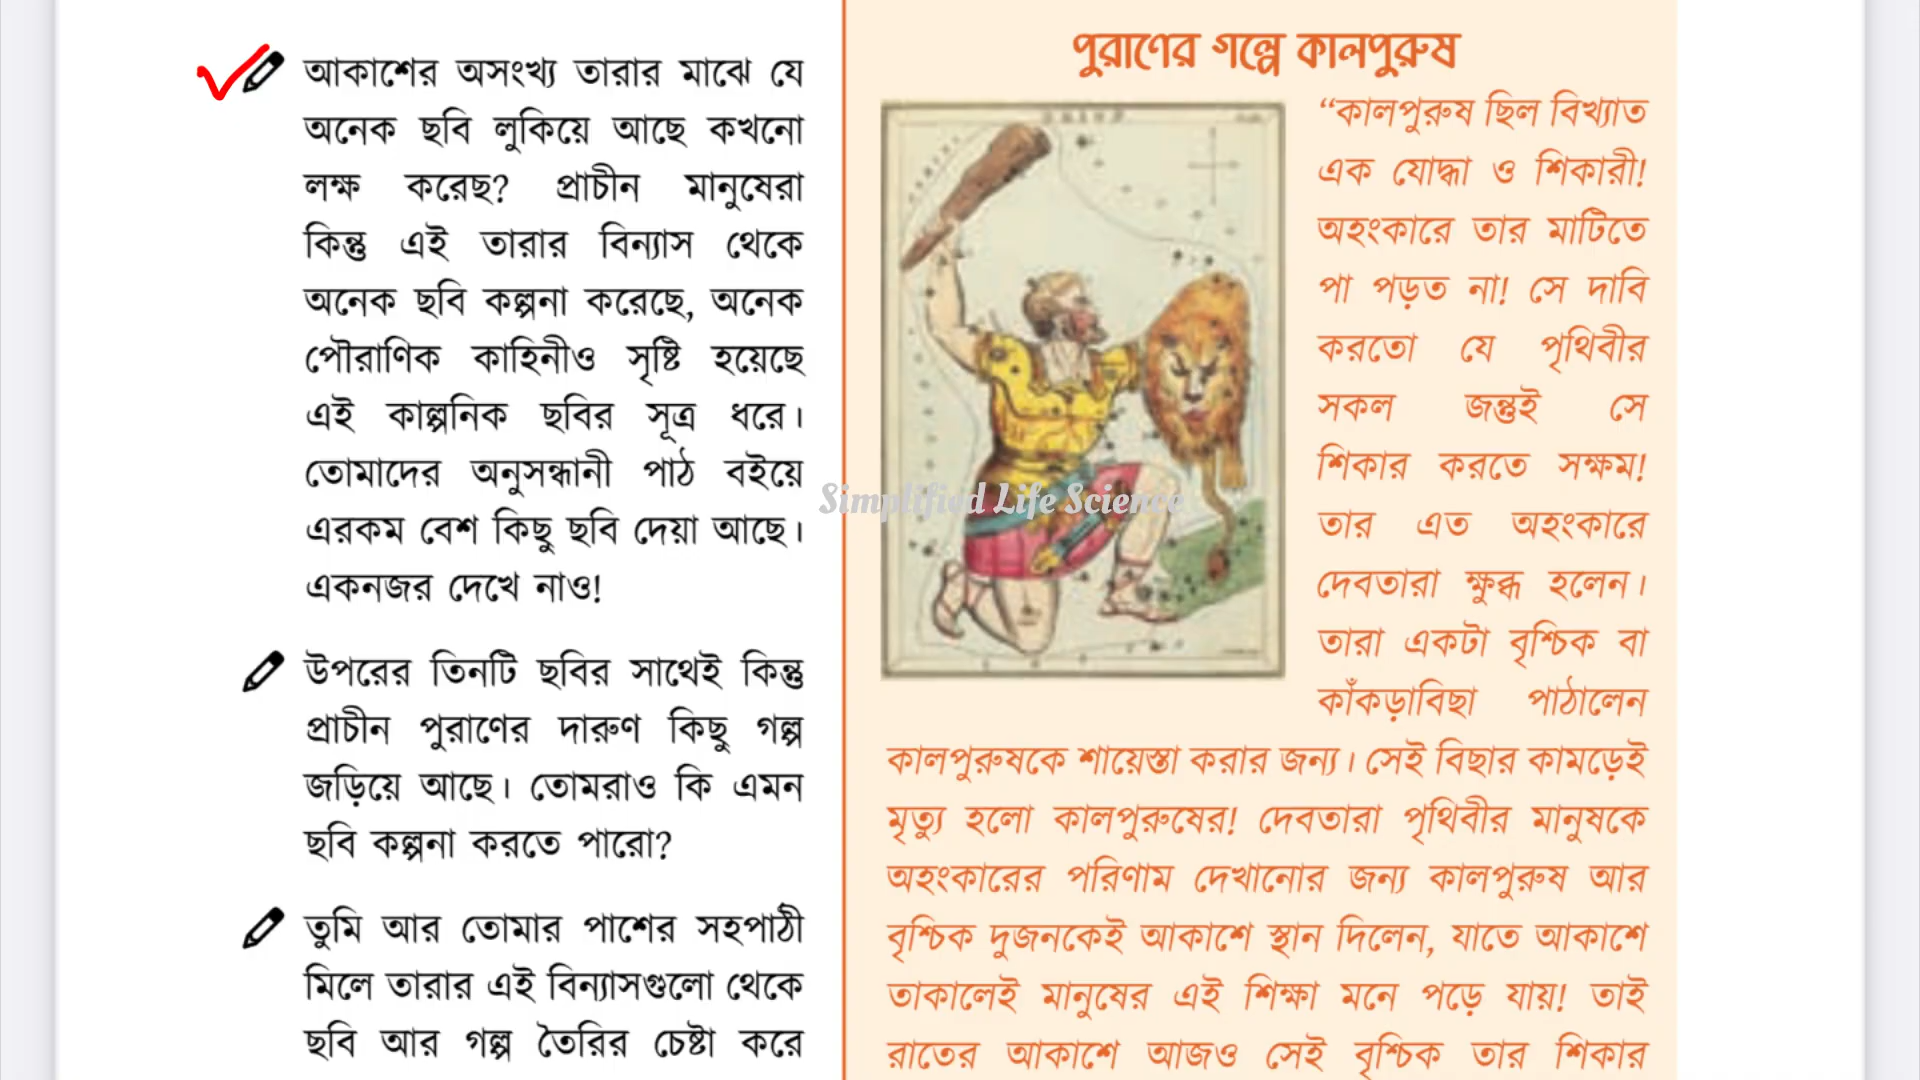 আকাশের অসংখ্য তারার মাঝে যে
অনেক ছবি লুকিয়ে আছে কখনো
লক্ষ করেছ? প্রাচীন মানুষেরা
কিন্তু এই তারার বিন্যাস থেকে
অনেক ছবি কল্পনা করেছে, অনেক
পৌরাণিক কাহিনীও সৃষ্টি হয়েছে
এই কাল্পনিক ছবির সূত্র ধরে।
তোমাদের অনুসন্ধানী পাঠ বইয়ে
এরকম বেশ কিছু ছবি দেয়া আছে।
একনজর দেখে নাও!
উপরের তিনটি ছবির সাথেই কিন্তু
প্রাচীন পুরাণের দারুণ কিছু গল্প
জড়িয়ে আছে। তোমরাও কি এমন
ছবি কল্পনা করতে পারো?
তুমি আর তোমার পাশের সহপাঠী
মিলে তারার এই বিন্যাসগুলো থেকে
ছবি আর গল্প তৈরির চেষ্টা করে
পুরাণের গল্পে কালপুরুষ
“কালপুরুষ ছিল বিখ্যাত
এক যোদ্ধা ও শিকারী!
অহংকারে তার মাটিতে
পা পড়ত না! সে দাবি
করতো যে পৃথিবীর
সকল জন্তুই সে
শিকার করতে সক্ষম!
তার এত অহংকারে
দেবতারা ক্ষুব্ধ হলেন।
তারা একটা বৃশ্চিক বা
কাঁকড়াবিছা পাঠালেন
কালপুরুষকে শায়েস্তা করার জন্য। সেই বিছার কামড়েই
মৃত্যু হলো কালপুরুষের! দেবতারা পৃথিবীর মানুষকে
অহংকারের পরিণাম দেখানোর জন্য কালপুরুষ আর
বৃশ্চিক দুজনকেই আকাশে স্থান দিলেন, যাতে আকাশে
তাকালেই মানুষের এই শিক্ষা মনে পড়ে যায়! তাই
রাতের আকাশে আজও সেই বৃশ্চিক তার শিকার
Simplified Life Science